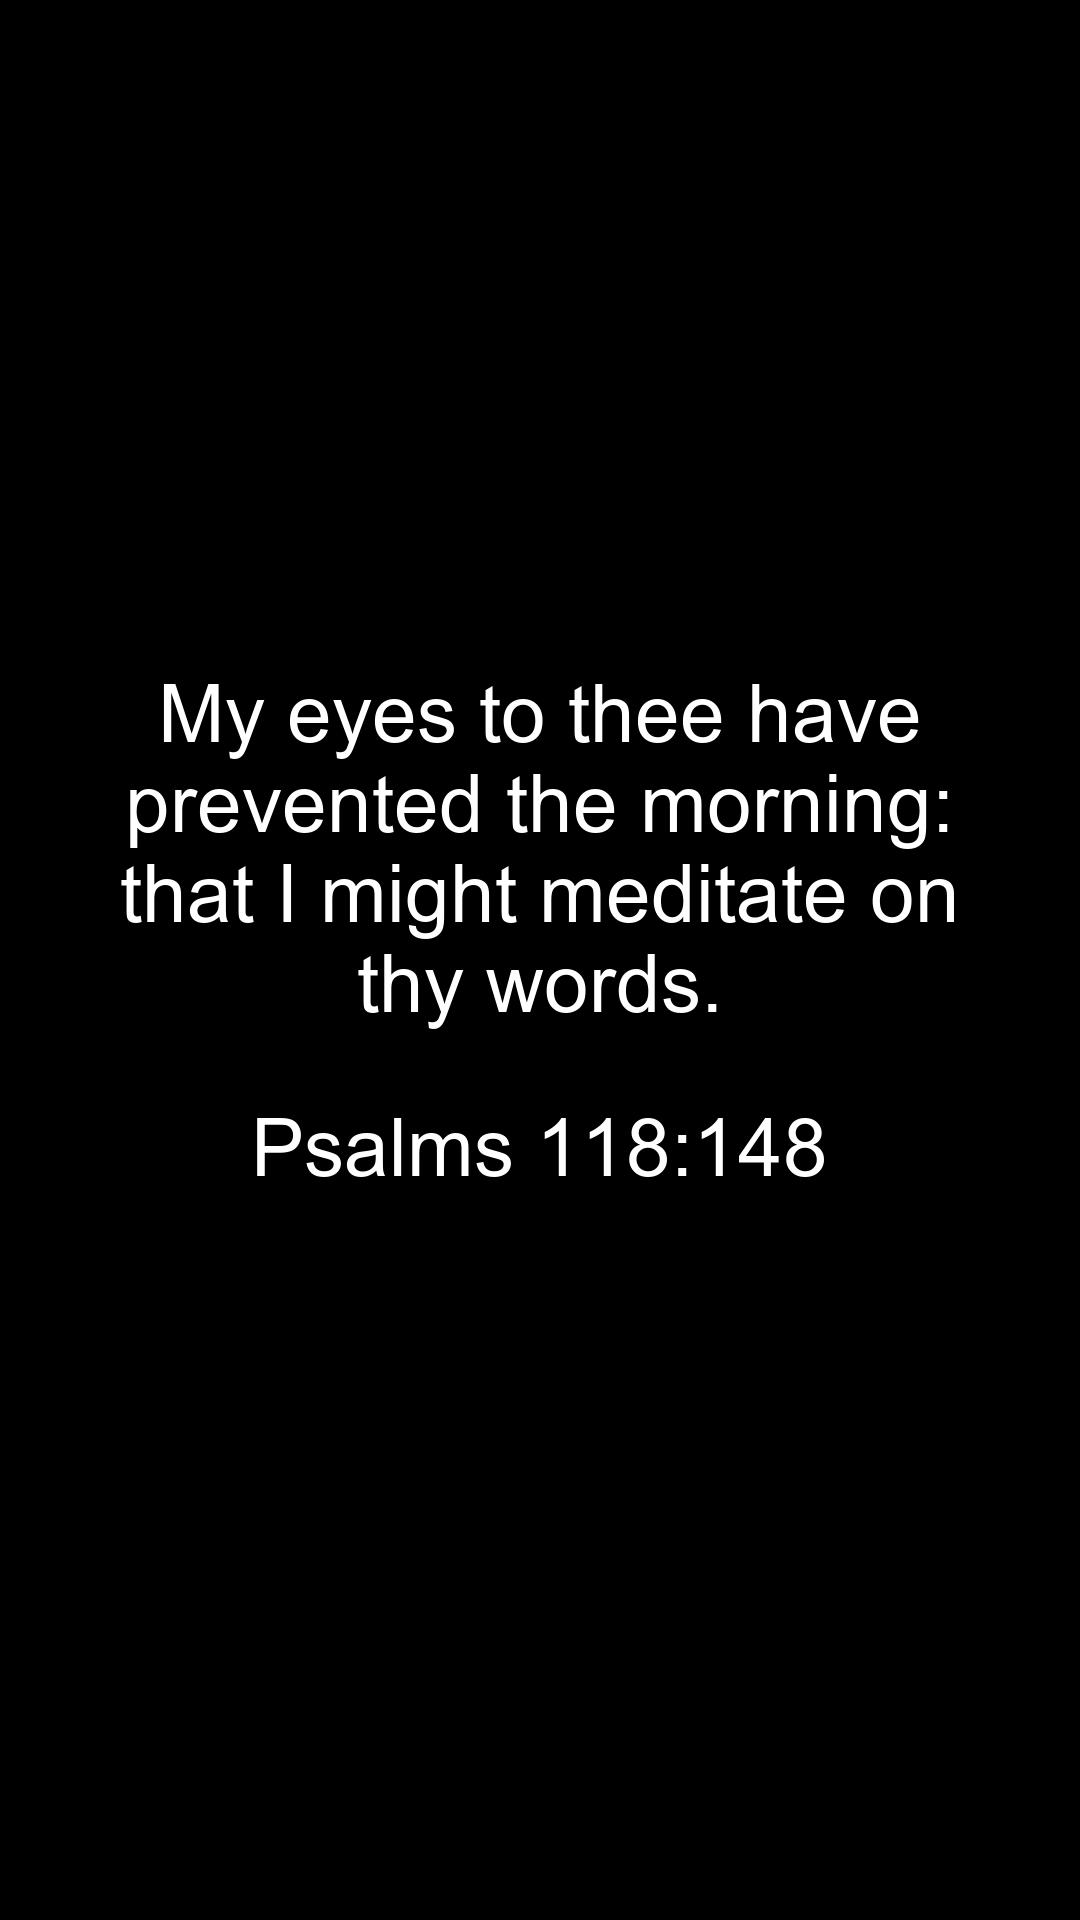 My eyes to thee have
prevented the morning:
that I might meditate on
thy words.
Psalms 118:148